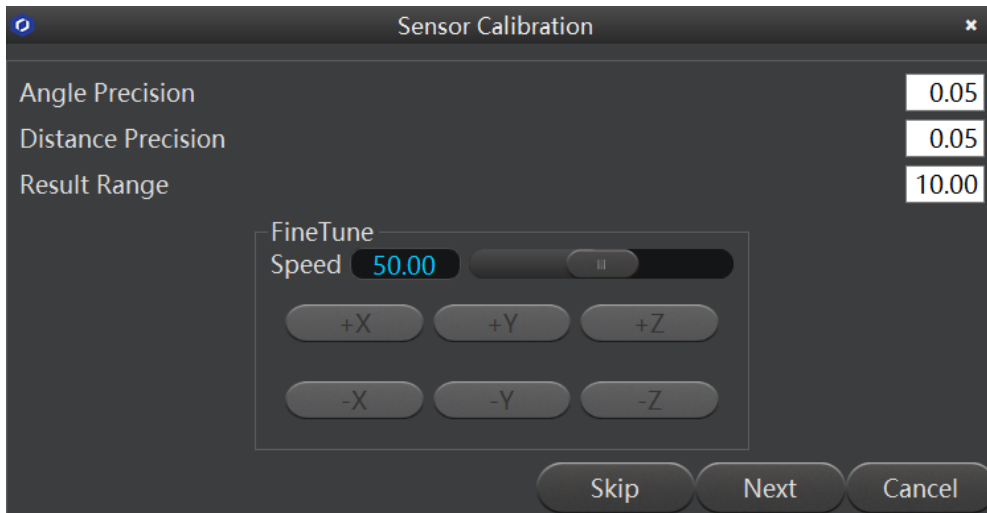 Sensor Calibration
Angle Precision 0.05
Distance Precision 0.05
Result Range 10.00
FineTune
Speed 50.00
+X +Y +Z
-X -Y -Z
Skip Next Cancel